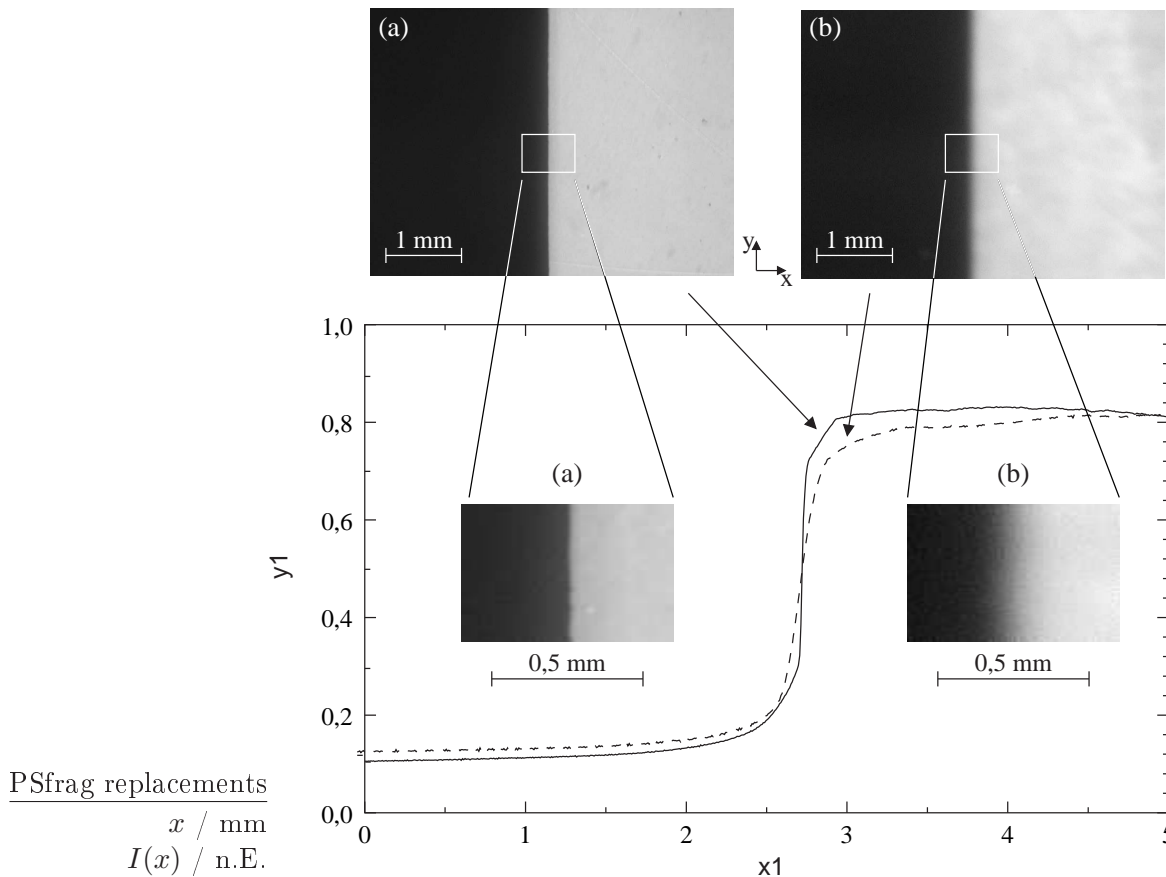 (a)
(b)
1 mm
1 mm
y
x
1,0
0,8
0,6
0,4
0,2
0,0
y1
(a)
(b)
0,5 mm
0,5 mm
0
1
2
3
4
5
x1
PSfrag replacements
x / mm
I(x) / n.E.